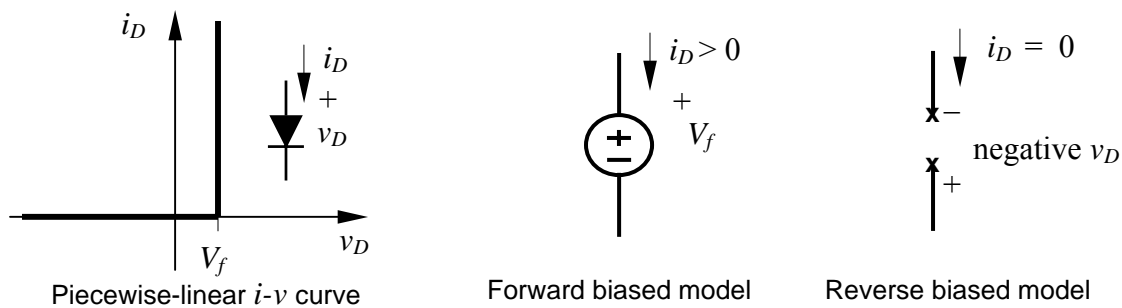 i_D
i_D
+
v_D
v_D
V_f
Piecewise-linear i-v curve
i_D > 0
+
V_f
+
−
Forward biased model
i_D = 0
x −
negative v_D
x +
Reverse biased model